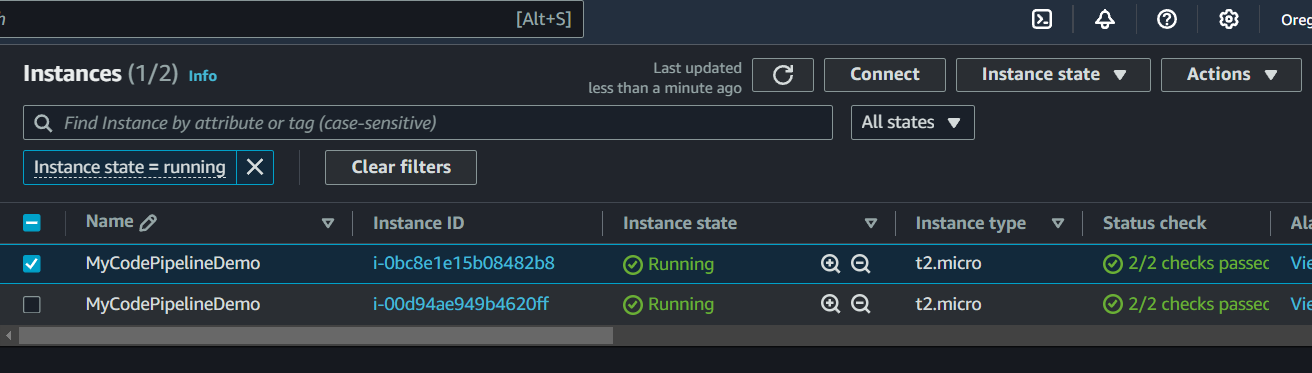 [Alt+S]
Oreg
Instances (1/2) Info
Last updated
less than a minute ago
Connect
Instance state
Actions
Find Instance by attribute or tag (case-sensitive)
All states
Instance state = running
Clear filters
Name Instance ID Instance state Instance type Status check Ala
MyCodePipelineDemo i-0bc8e1e15b08482b8 Running t2.micro 2/2 checks passec Vie
MyCodePipelineDemo i-00d94ae949b4620ff Running t2.micro 2/2 checks passec Vie